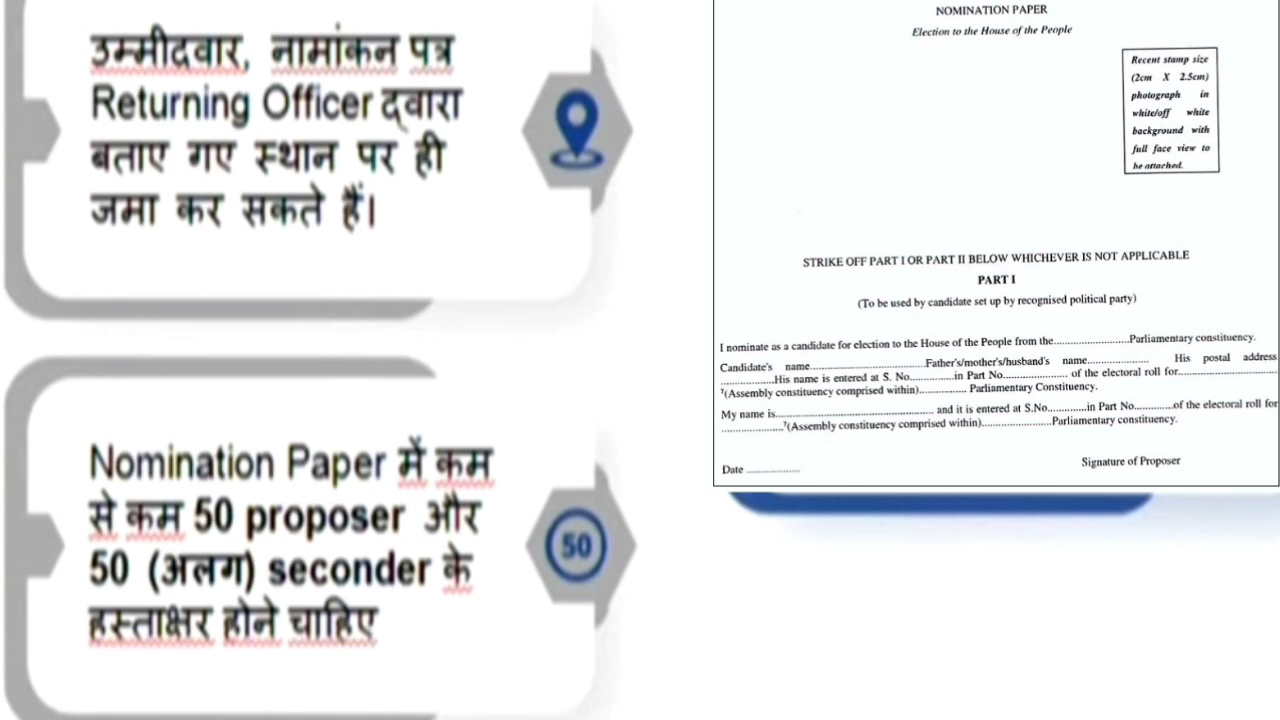 उम्मीदवार, नामांकन पत्र
Returning Officer द्वारा
बताए गए स्थान पर ही
जमा कर सकते हैं।
Nomination Paper में कम
से कम 50 proposer और
50 (अलग) seconder के
हस्ताक्षर होने चाहिए
50
NOMINATION PAPER
Election to the House of the People
Recent stamp size
(2cm X 2.5cm)
photograph in
white/off white
background with
full face view to
be attached.
STRIKE OFF PART I OR PART II BELOW WHICHEVER IS NOT APPLICABLE
PART I
(To be used by candidate set up by recognised political party)
I nominate as a candidate for election to the House of the People from the............................Parliamentary constituency.
Candidate's name..............................Father's/mother's/husband's name................ His postal address
..............His name is entered at S. No............in Part No.................. of the electoral roll for...........................
⁷(Assembly constituency comprised within)............... Parliamentary Constituency.
My name is.................................................... and it is entered at S.No............in Part No............of the electoral roll for
.................⁷(Assembly constituency comprised within).....................Parliamentary constituency.
Date .................
Signature of Proposer